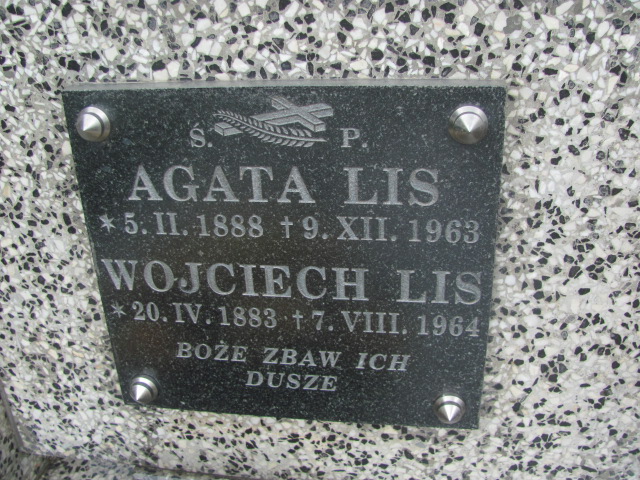 Ś. P.
AGATA LIS
* 5. II. 1888 † 9. XII. 1963
WOJCIECH LIS
* 20. IV. 1883 † 7. VIII. 1964
BOŻE ZBAW ICH
DUSZE